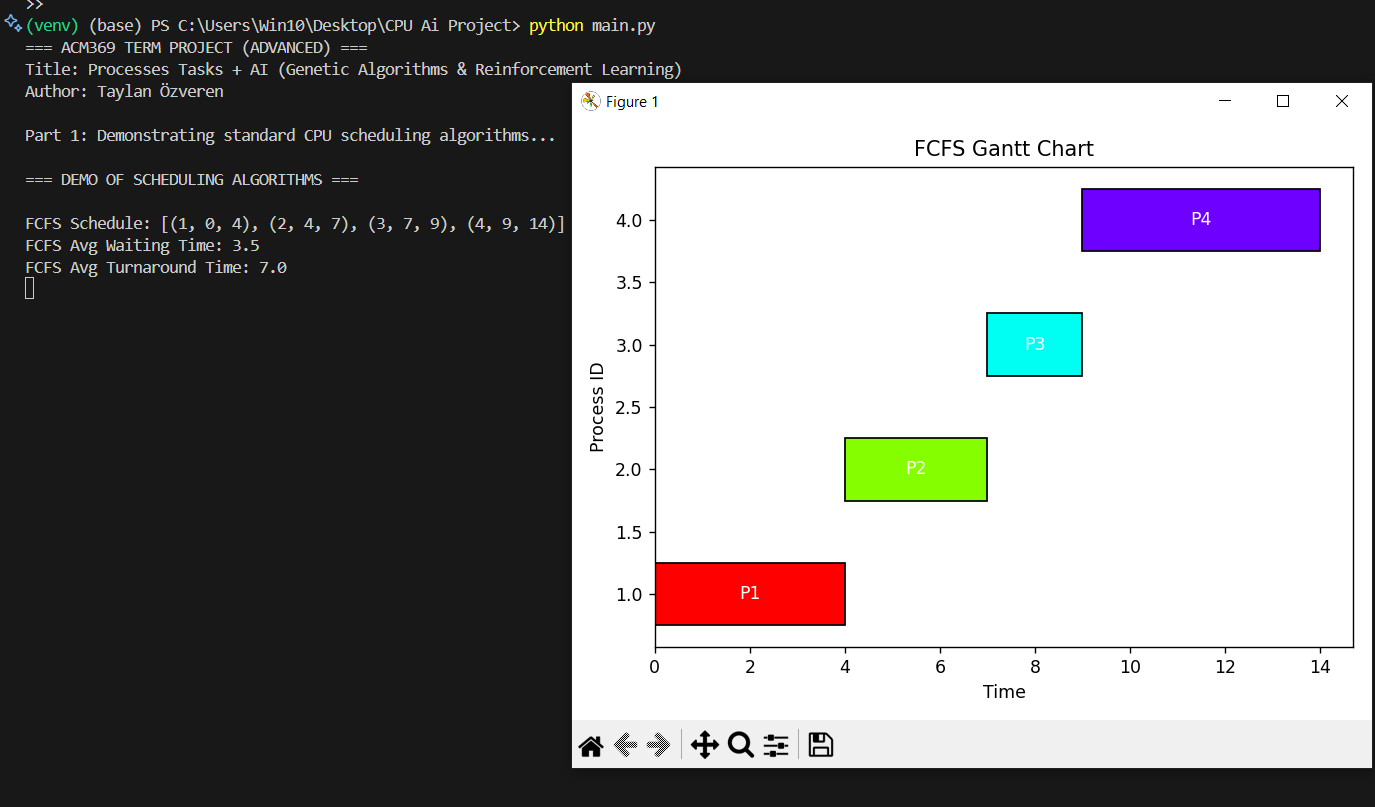 >>
(venv) (base) PS C:\Users\Win10\Desktop\CPU Ai Project> python main.py
=== ACM369 TERM PROJECT (ADVANCED) ===
Title: Processes Tasks + AI (Genetic Algorithms & Reinforcement Learning)
Author: Taylan Özveren
Part 1: Demonstrating standard CPU scheduling algorithms...
=== DEMO OF SCHEDULING ALGORITHMS ===
FCFS Schedule: [(1, 0, 4), (2, 4, 7), (3, 7, 9), (4, 9, 14)]
FCFS Avg Waiting Time: 3.5
FCFS Avg Turnaround Time: 7.0
Figure 1
FCFS Gantt Chart
Process ID
4.0
3.5
3.0
2.5
2.0
1.5
1.0
P4
P3
P2
P1
0 2 4 6 8 10 12 14
Time